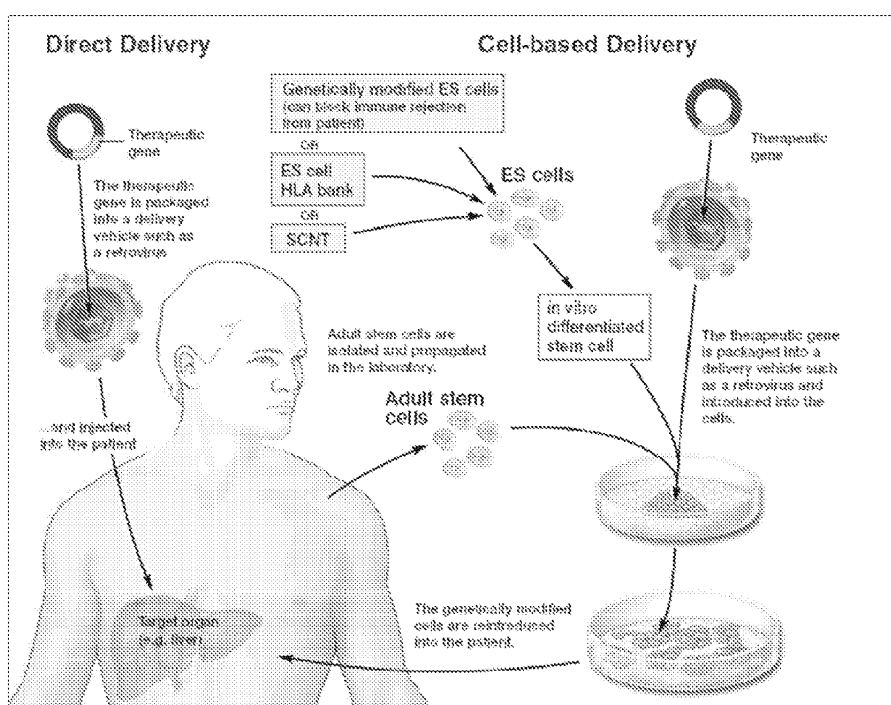 Direct Delivery
Cell-based Delivery
Therapeutic
gene
The therapeutic
gene is packaged
into a delivery
vehicle such as
a retrovirus
...and injected
into the patient
Target organ
(e.g. liver)
Genetically modified ES cells
(can block immune rejection
from patient)
OR
ES cell
HLA bank
OR
SCNT
ES cells
in vitro
differentiated
stem cell
Adult stem cells are
isolated and propagated
in the laboratory.
Adult stem
cells
Therapeutic
gene
The therapeutic gene
is packaged into a
delivery vehicle such
as a retrovirus and
introduced into the
cells.
The genetically modified
cells are reintroduced
into the patient.